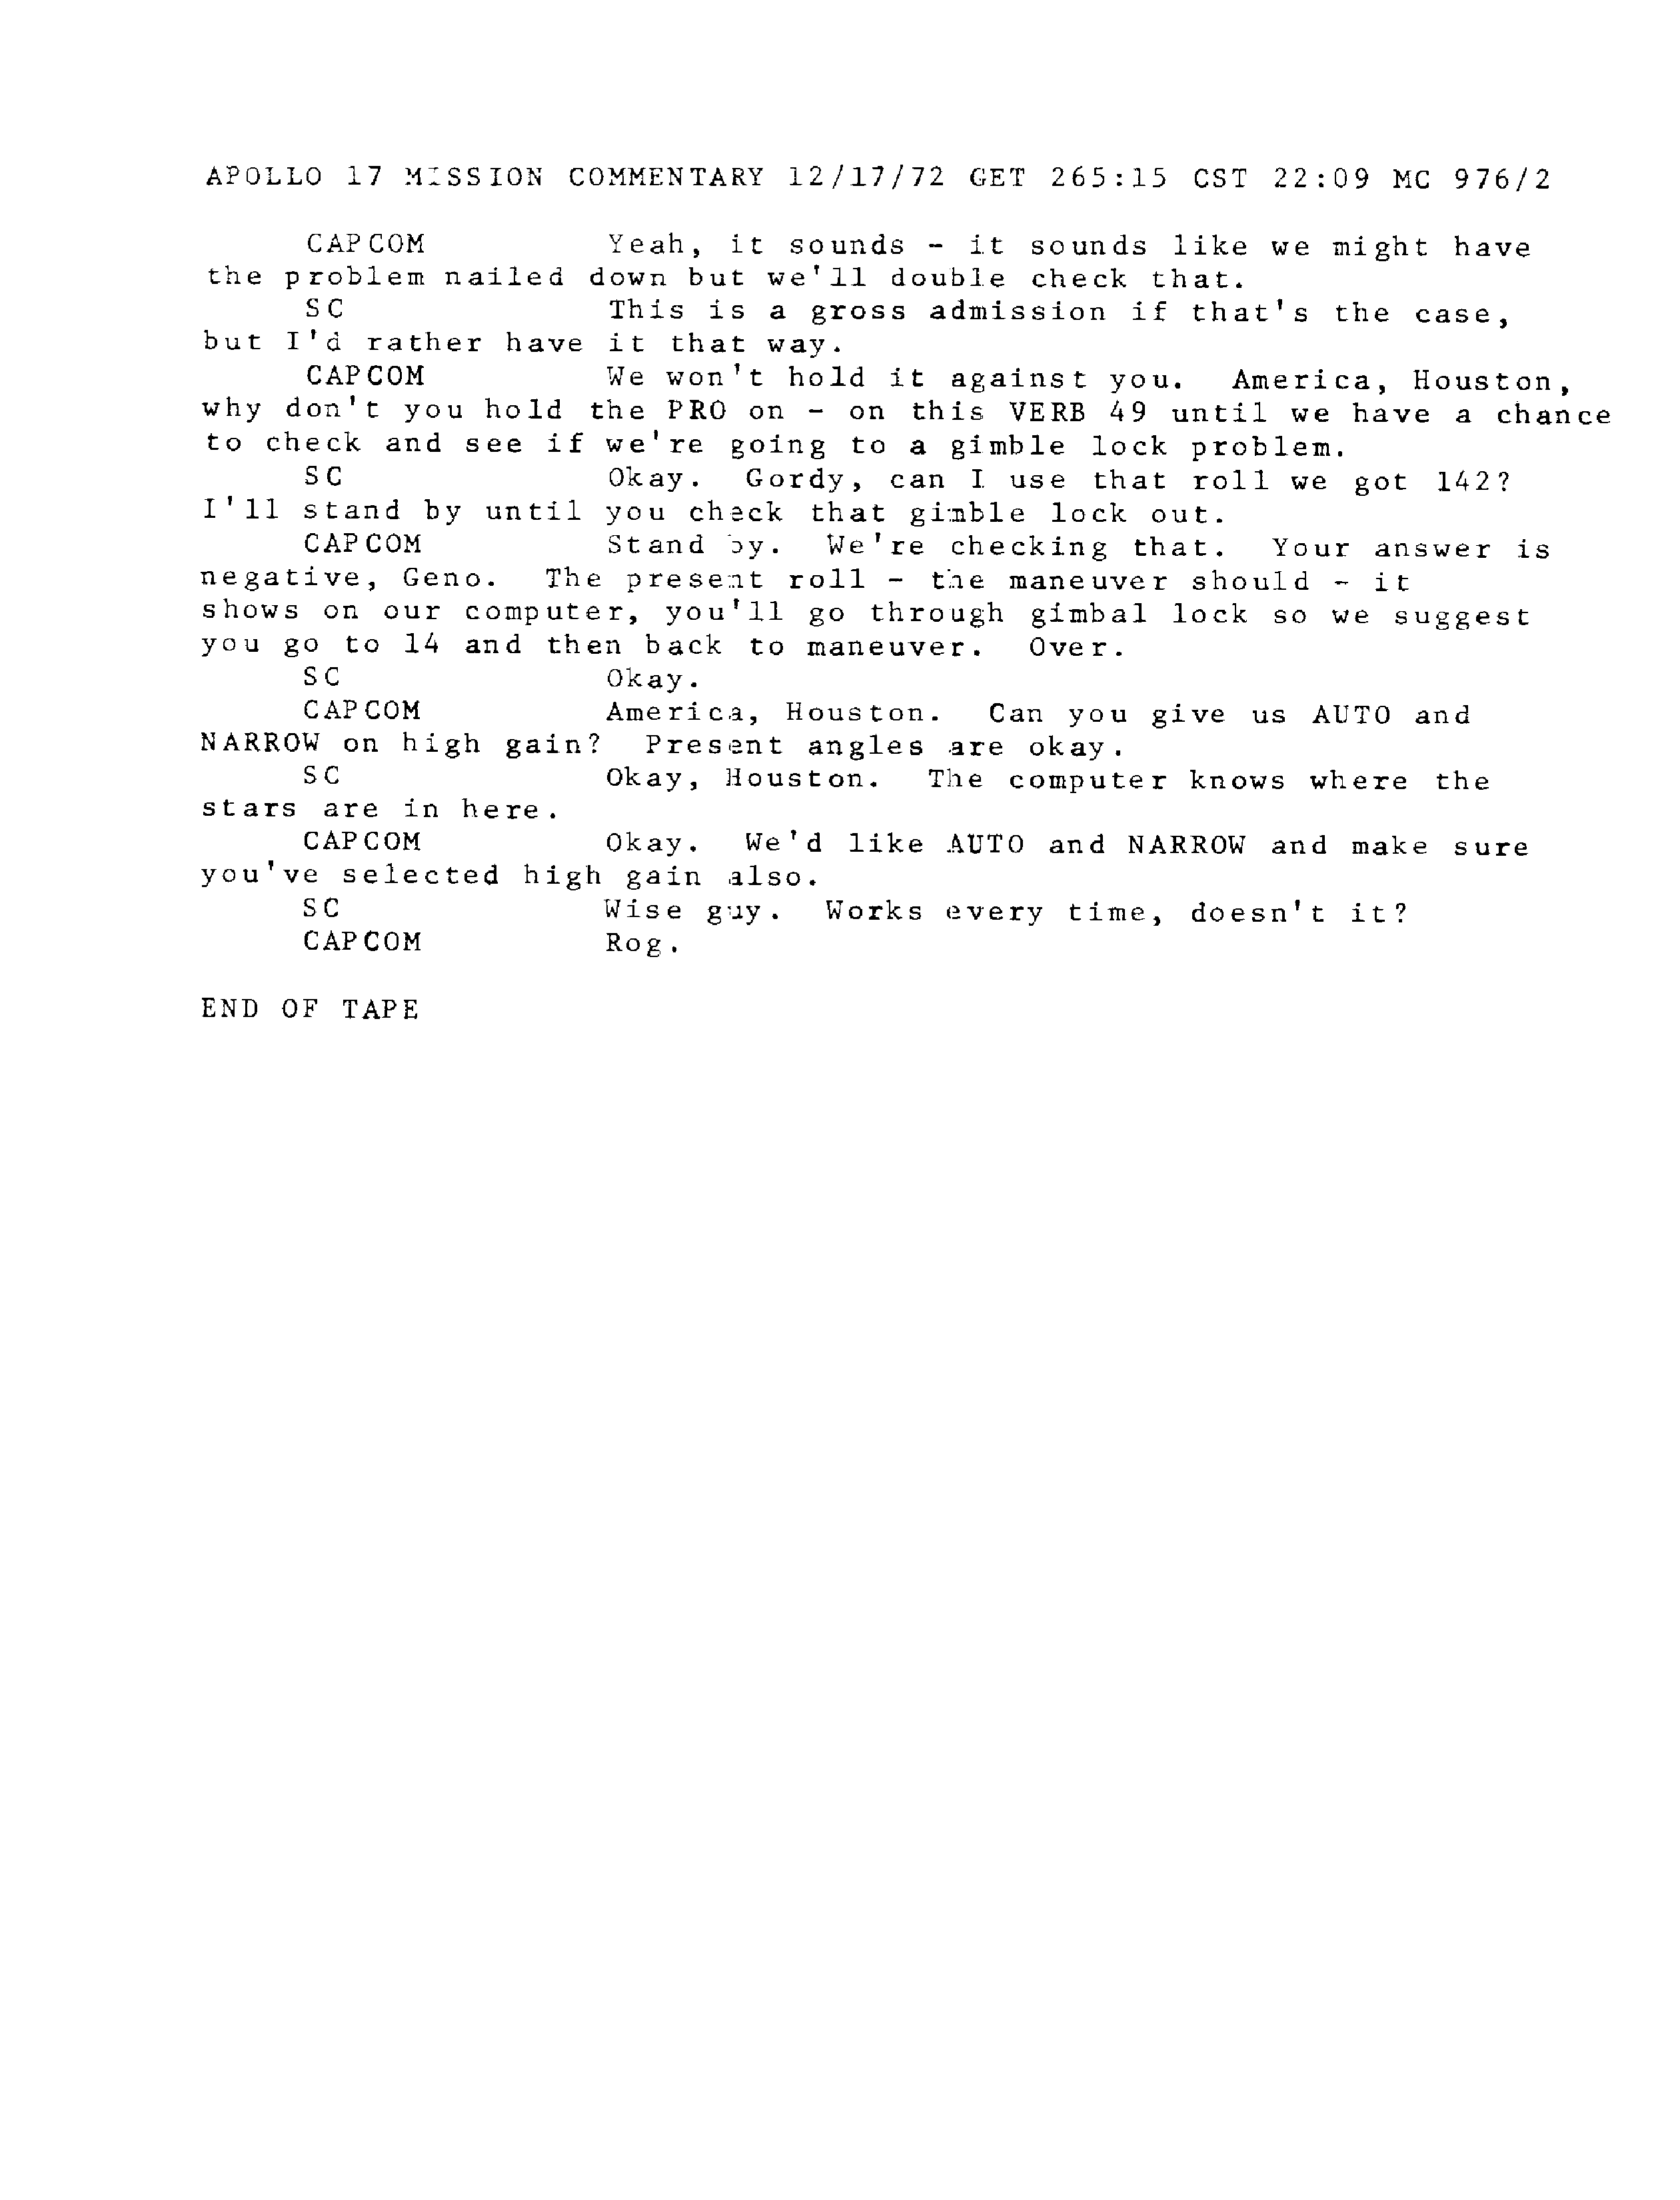 APOLLO 17 MISSION COMMENTARY 12/17/72 GET 265:15 CST 22:09 MC 976/2
CAPCOM Yeah, it sounds - it sounds like we might have
the problem nailed down but we'll double check that.
SC This is a gross admission if that's the case,
but I'd rather have it that way.
CAPCOM We won't hold it against you. America, Houston,
why don't you hold the PRO on - on this VERB 49 until we have a chance
to check and see if we're going to a gimble lock problem.
SC Okay. Gordy, can I use that roll we got 142?
I'll stand by until you check that gimble lock out.
CAPCOM Stand by. We're checking that. Your answer is
negative, Geno. The present roll - the maneuver should - it
shows on our computer, you'll go through gimbal lock so we suggest
you go to 14 and then back to maneuver. Over.
SC Okay.
CAPCOM America, Houston. Can you give us AUTO and
NARROW on high gain? Present angles are okay.
SC Okay, Houston. The computer knows where the
stars are in here.
CAPCOM Okay. We'd like AUTO and NARROW and make sure
you've selected high gain also.
SC Wise guy. Works every time, doesn't it?
CAPCOM Rog.
END OF TAPE